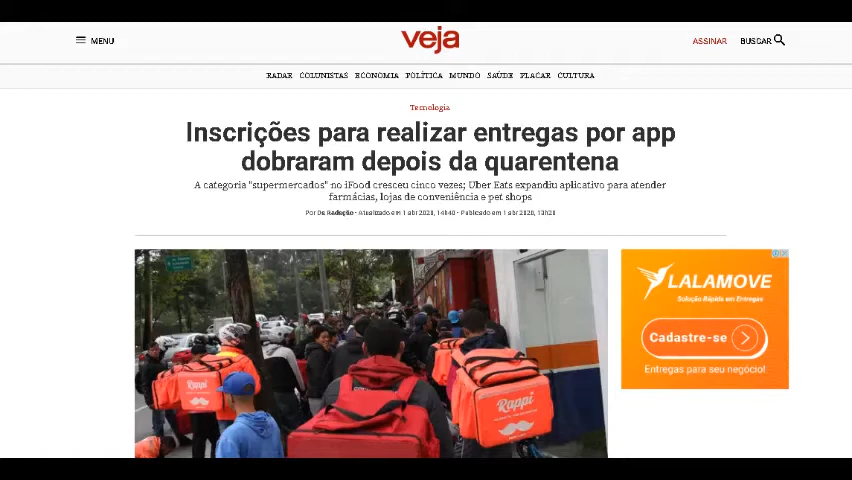 MENU
veja
ASSINAR
BUSCAR
RADAR COLUNISTAS ECONOMIA POLÍTICA MUNDO SAÚDE PLACAR CULTURA
Tecnologia
Inscrições para realizar entregas por app
dobraram depois da quarentena
A categoria "supermercados" no iFood cresceu cinco vezes; Uber Eats expandiu aplicativo para atender
farmácias, lojas de conveniência e pet shops
Por Da Redação - Atualizado em 1 abr 2020, 14h40 - Publicado em 1 abr 2020, 13h28
LALAMOVE
Solução Rápida em Entregas
Cadastre-se
Entregas para seu negócio!
Rappi
Rappi